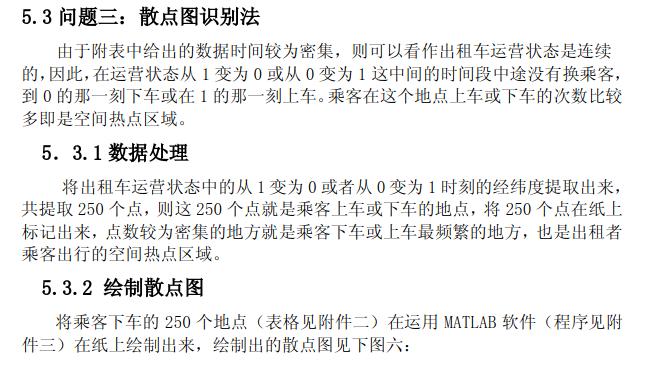 5.3 问题三：散点图识别法
由于附表中给出的数据时间较为密集，则可以看作出租车运营状态是连续
的，因此，在运营状态从 1 变为 0 或从 0 变为 1 这中间的时间段中途没有换乘客，
到 0 的那一刻下车或在 1 的那一刻上车。乘客在这个地点上车或下车的次数比较
多即是空间热点区域。
5．3.1 数据处理
将出租车运营状态中的从 1 变为 0 或者从 0 变为 1 时刻的经纬度提取出来，
共提取 250 个点，则这 250 个点就是乘客上车或下车的地点，将 250 个点在纸上
标记出来，点数较为密集的地方就是乘客下车或上车最频繁的地方，也是出租者
乘客出行的空间热点区域。
5.3.2 绘制散点图
将乘客下车的 250 个地点（表格见附件二）在运用 MATLAB 软件（程序见附
件三）在纸上绘制出来，绘制出的散点图见下图六：